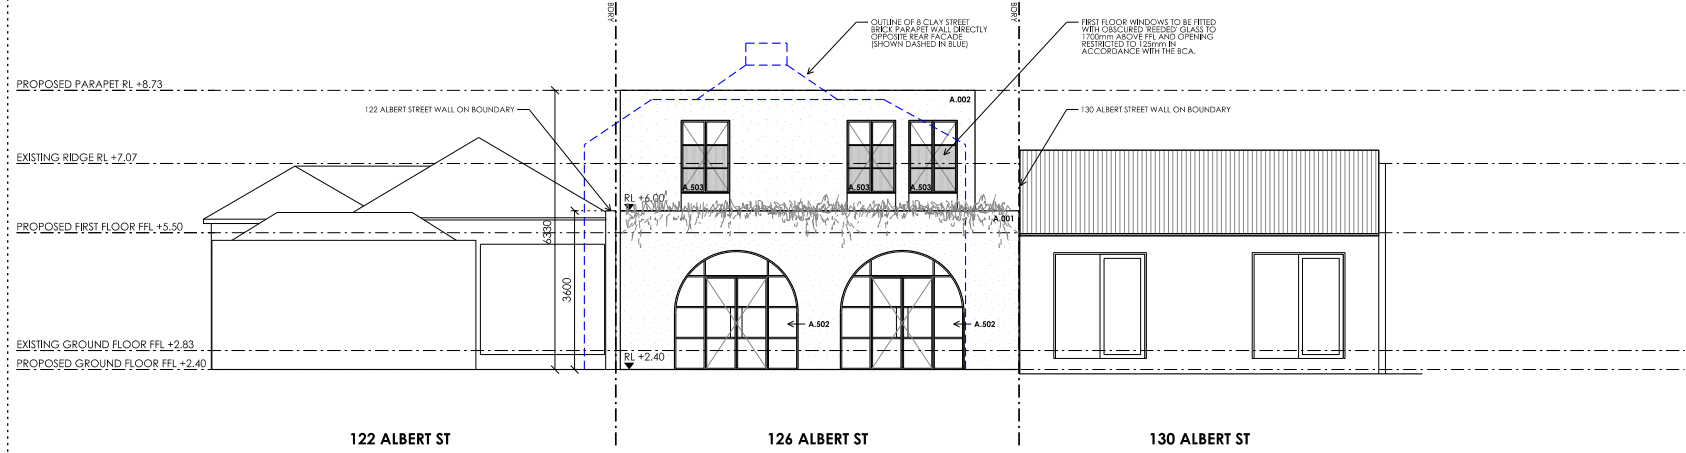 BDRY
BDRY
OUTLINE OF 8 CLAY STREET
BRICK PARAPET WALL DIRECTLY
OPPOSITE REAR FACADE
(SHOWN DASHED IN BLUE)
FIRST FLOOR WINDOWS TO BE FITTED
WITH OBSCURED 'REEDED' GLASS TO
1700mm ABOVE FFL AND OPENING
RESTRICTED TO 125mm IN
ACCORDANCE WITH THE BCA.
PROPOSED PARAPET RL +8.73
A.002
122 ALBERT STREET WALL ON BOUNDARY
130 ALBERT STREET WALL ON BOUNDARY
EXISTING RIDGE RL +7.07
A.503
A.503
A.503
RL +6.00
A.001
PROPOSED FIRST FLOOR FFL +5.50
6330
3600
A.502
A.502
EXISTING GROUND FLOOR FFL +2.83
RL +2.40
PROPOSED GROUND FLOOR FFL +2.40
122 ALBERT ST
126 ALBERT ST
130 ALBERT ST